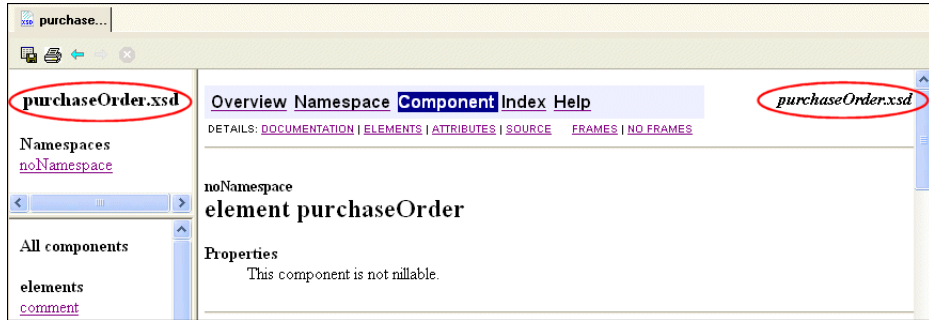 purchase...
purchaseOrder.xsd
Namespaces
noNamespace
All components
elements
comment
Overview Namespace Component Index Help
purchaseOrder.xsd
DETAILS: DOCUMENTATION | ELEMENTS | ATTRIBUTES | SOURCE FRAMES | NO FRAMES
noNamespace
element purchaseOrder
Properties
This component is not nillable.